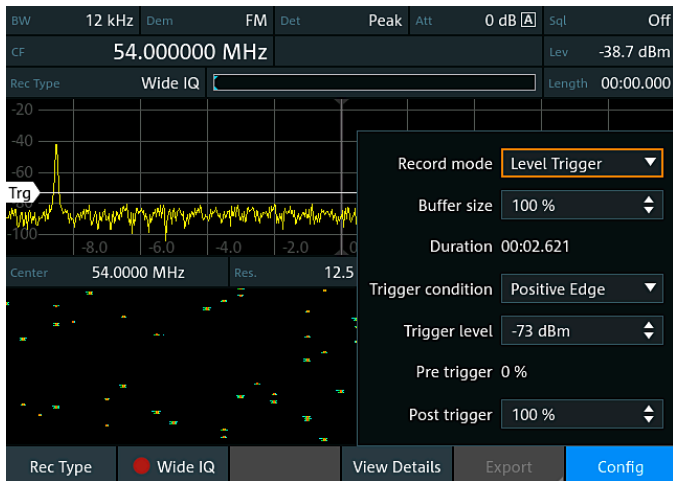 BW 12 kHz Dem FM Det Peak Att 0 dB A Sql Off
CF 54.000000 MHz Lev -38.7 dBm
Rec Type Wide IQ Length 00:00.000
-20
-40
-60
Trg
-80
-100
-8.0 -6.0 -4.0 -2.0 0
Center 54.0000 MHz Res. 12.5
Record mode Level Trigger
Buffer size 100 %
Duration 00:02.621
Trigger condition Positive Edge
Trigger level -73 dBm
Pre trigger 0 %
Post trigger 100 %
Rec Type Wide IQ View Details Export Config